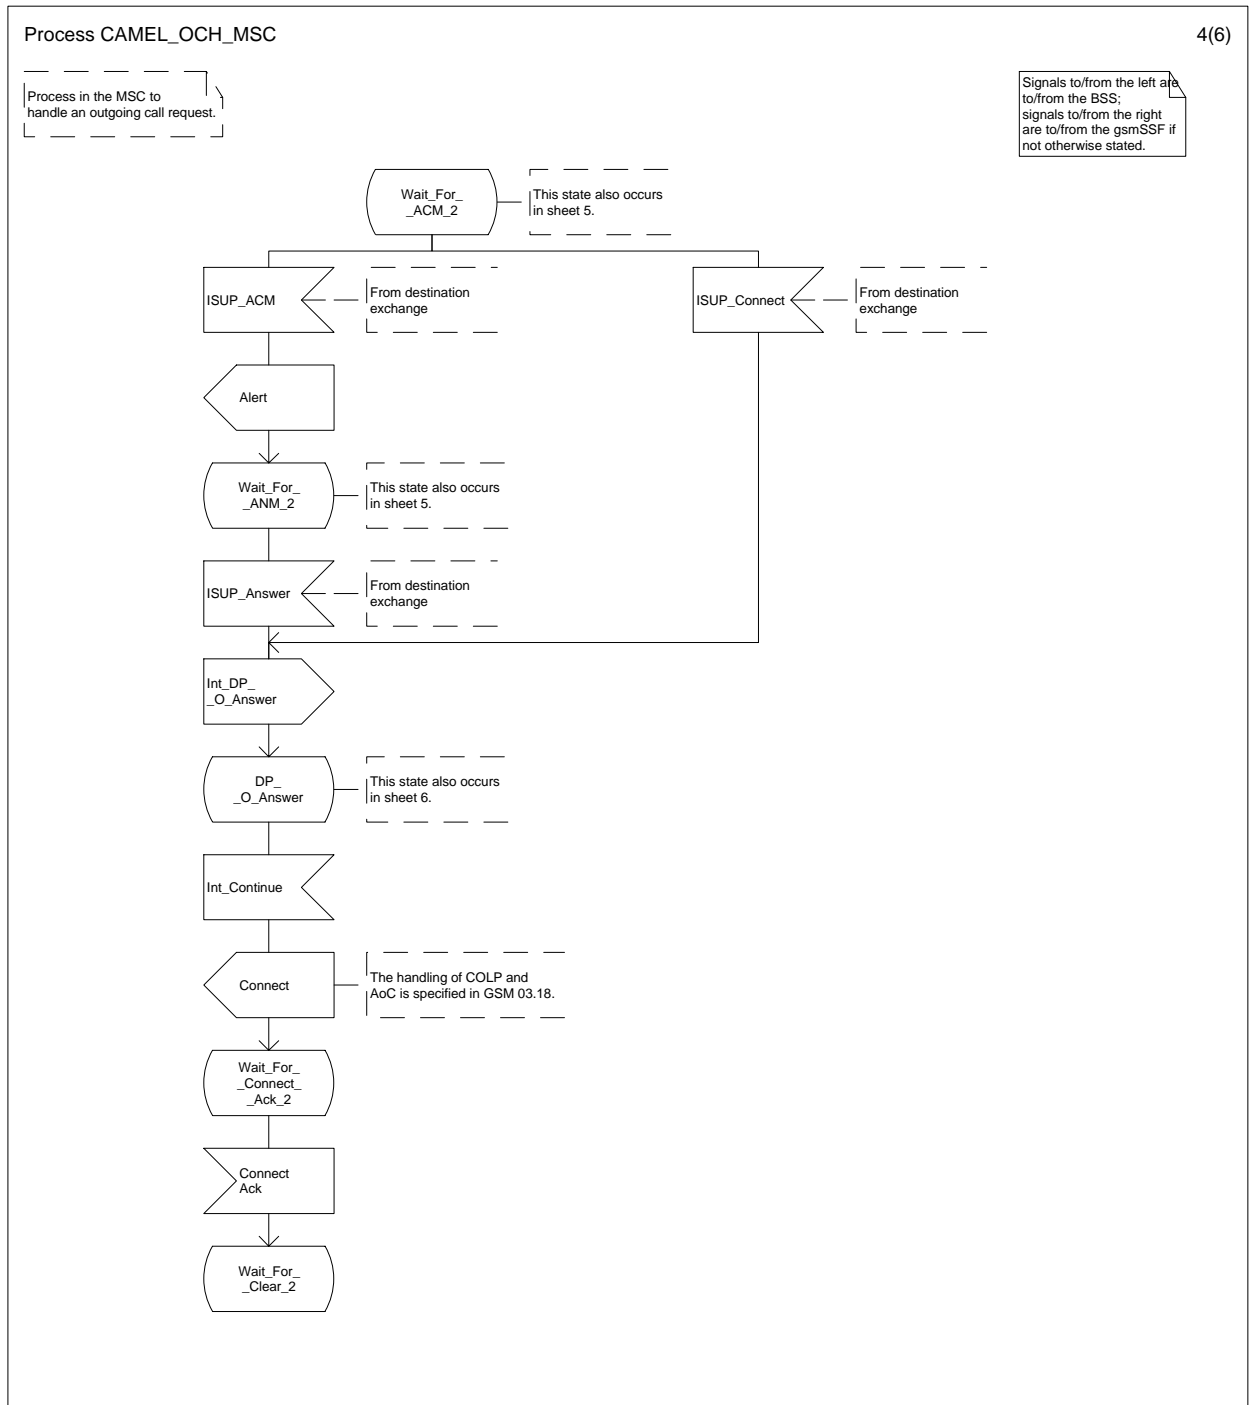 Process CAMEL_OCH_MSC
4(6)
Process in the MSC to
handle an outgoing call request.
Signals to/from the left are
to/from the BSS;
signals to/from the right
are to/from the gsmSSF if
not otherwise stated.
Wait_For_
_ACM_2
This state also occurs
in sheet 5.
ISUP_ACM
From destination
exchange
ISUP_Connect
From destination
exchange
Alert
Wait_For_
_ANM_2
This state also occurs
in sheet 5.
ISUP_Answer
From destination
exchange
Int_DP_
_O_Answer
DP_
_O_Answer
This state also occurs
in sheet 6.
Int_Continue
Connect
The handling of COLP and
AoC is specified in GSM 03.18.
Wait_For_
_Connect_
_Ack_2
Connect
Ack
Wait_For_
_Clear_2